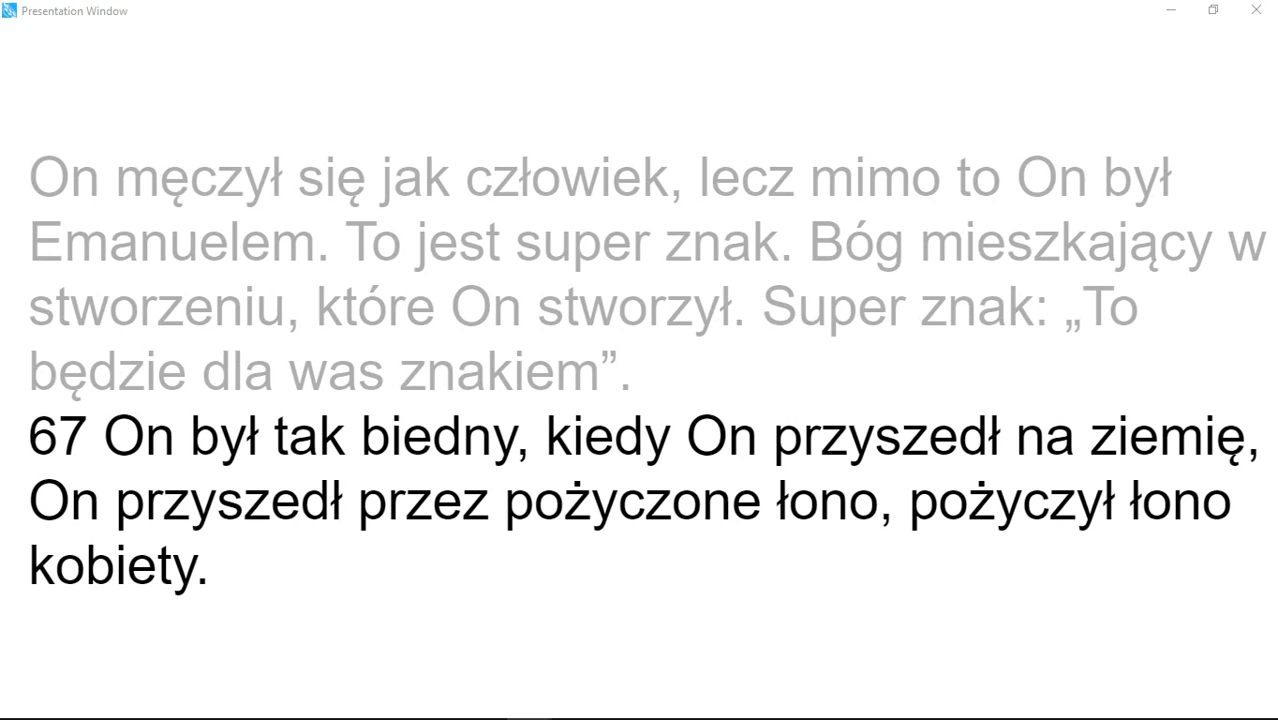 Presentation Window
On męczył się jak człowiek, lecz mimo to On był
Emanuelem. To jest super znak. Bóg mieszkający w
stworzeniu, które On stworzył. Super znak: „To
będzie dla was znakiem”.
67 On był tak biedny, kiedy On przyszedł na ziemię,
On przyszedł przez pożyczone łono, pożyczył łono
kobiety.